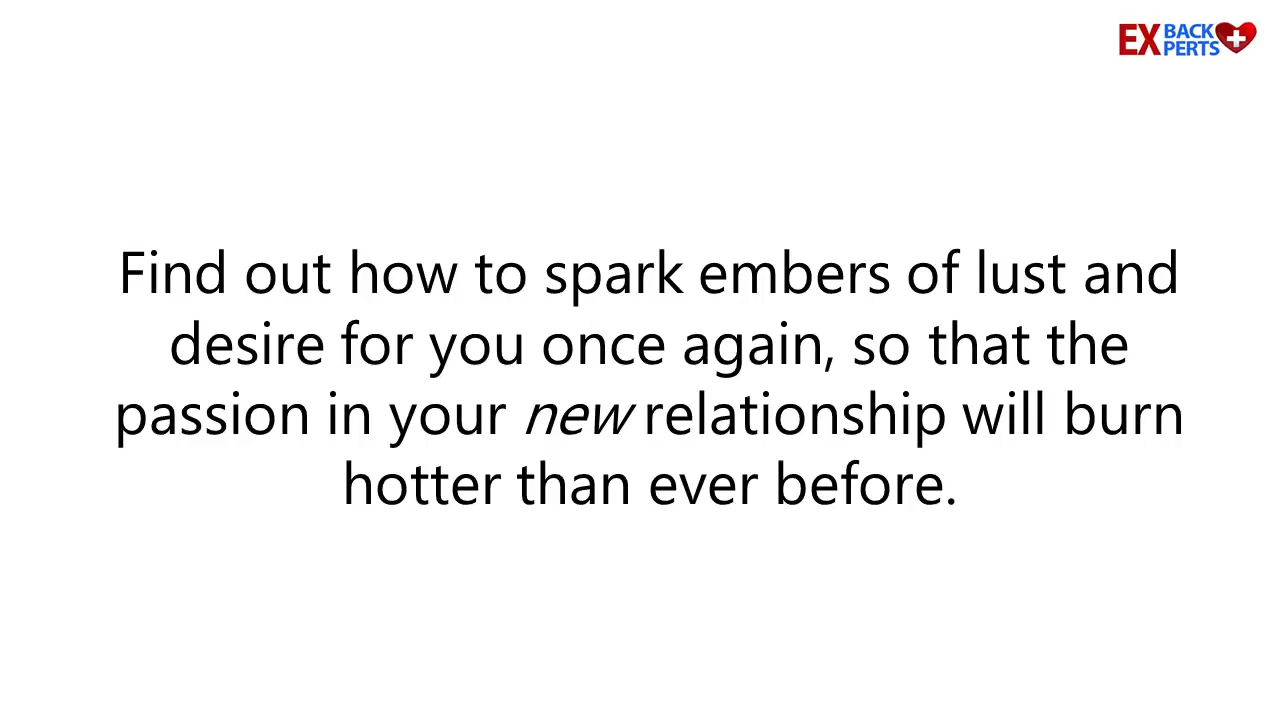 EX BACK
PERTS
Find out how to spark embers of lust and
desire for you once again, so that the
passion in your new relationship will burn
hotter than ever before.